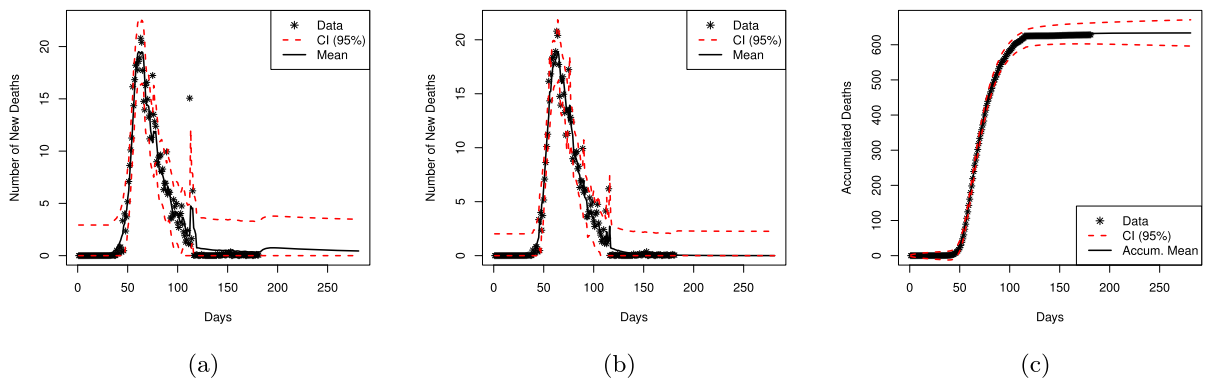 Number of New Deaths
0 5 10 15 20
0 50 100 150 200 250
Days
Data
CI (95%)
Mean
(a)
Number of New Deaths
0 5 10 15 20
0 50 100 150 200 250
Days
Data
CI (95%)
Mean
(b)
Accumulated Deaths
0 100 200 300 400 500 600
0 50 100 150 200 250
Days
Data
CI (95%)
Accum. Mean
(c)